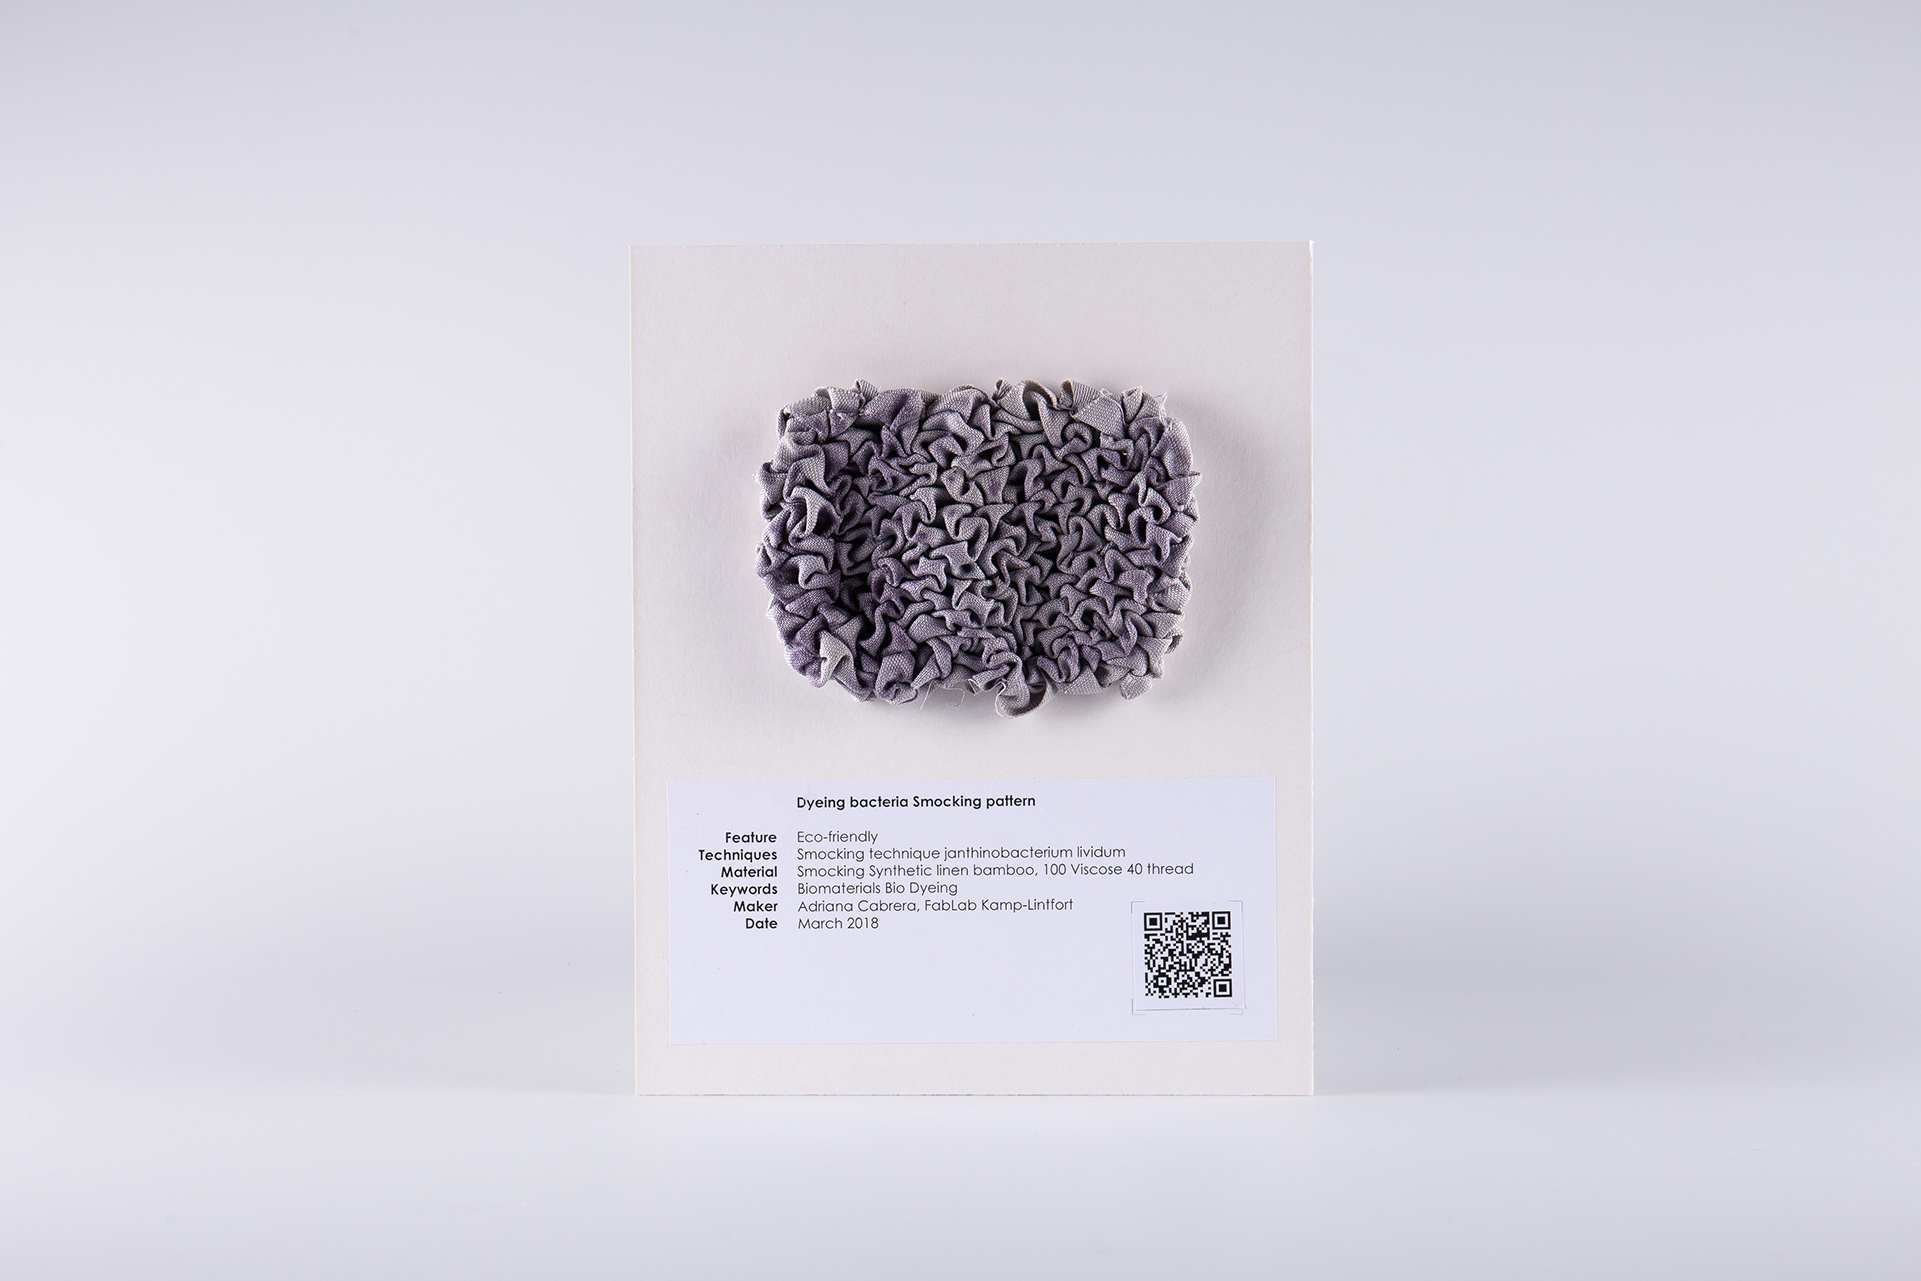 Dyeing bacteria Smocking pattern
Feature Eco-friendly
Techniques Smocking technique janthinobacterium lividum
Material Smocking Synthetic linen bamboo, 100 Viscose 40 thread
Keywords Biomaterials Bio Dyeing
Maker Adriana Cabrera, FabLab Kamp-Lintfort
Date March 2018